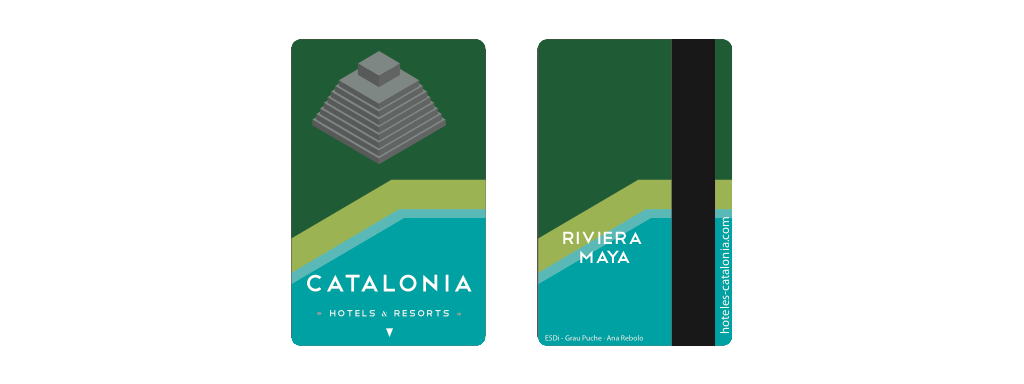 CATALONIA
HOTELS & RESORTS
RIVIERA
MAYA
hoteles-catalonia.com
ESDi - Grau Puche · Ana Rebolo